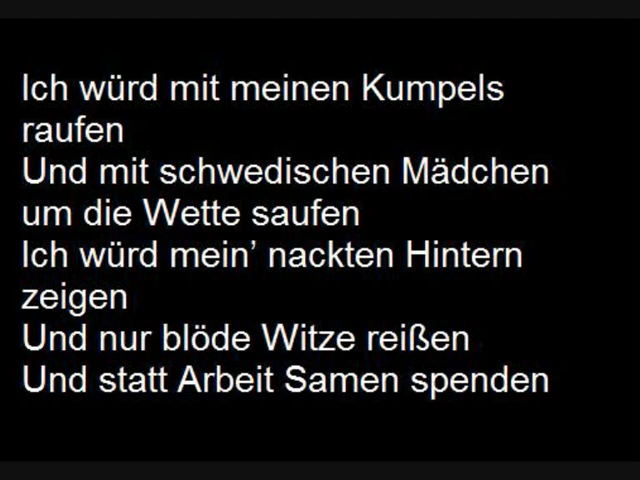 Ich würd mit meinen Kumpels
raufen
Und mit schwedischen Mädchen
um die Wette saufen
Ich würd mein’ nackten Hintern
zeigen
Und nur blöde Witze reißen
Und statt Arbeit Samen spenden